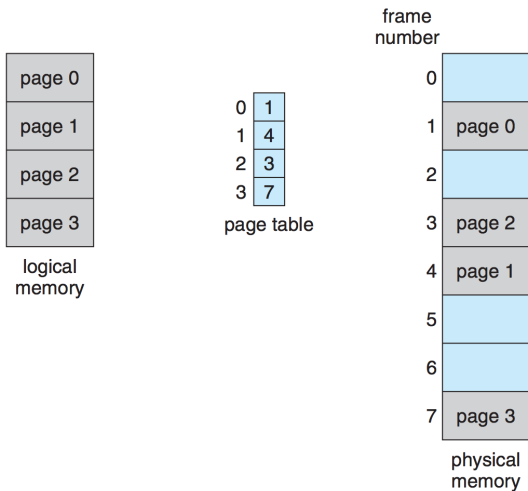 page 0
page 1
page 2
page 3
logical
memory
0 1
1 4
2 3
3 7
page table
frame
number
0
1 page 0
2
3 page 2
4 page 1
5
6
7 page 3
physical
memory